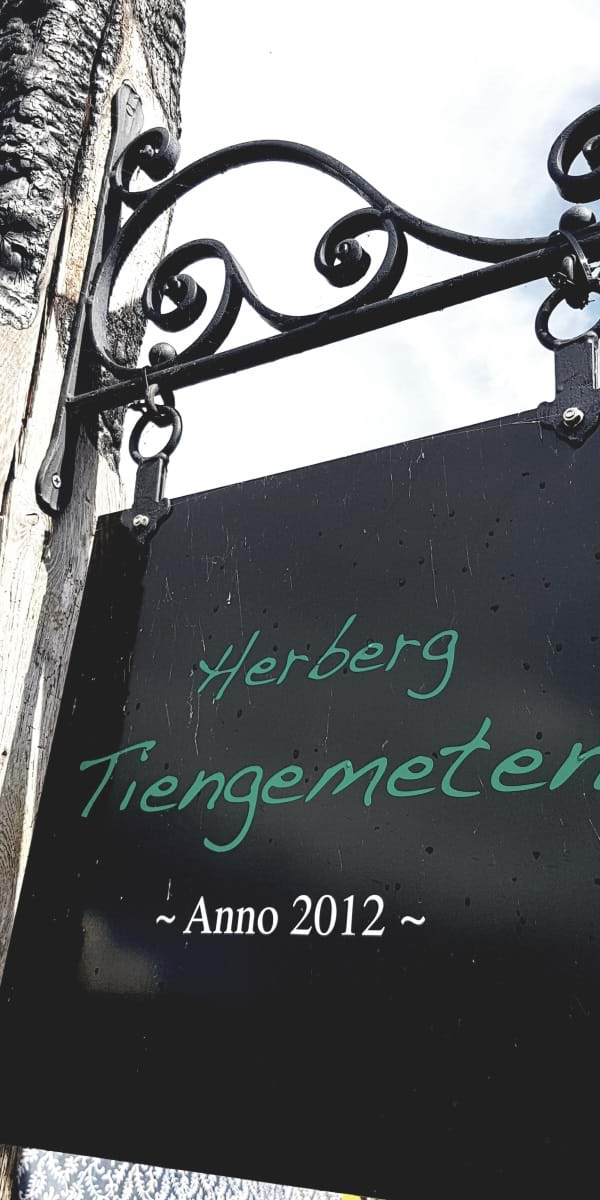 Herberg
Tiengemeten
~ Anno 2012 ~